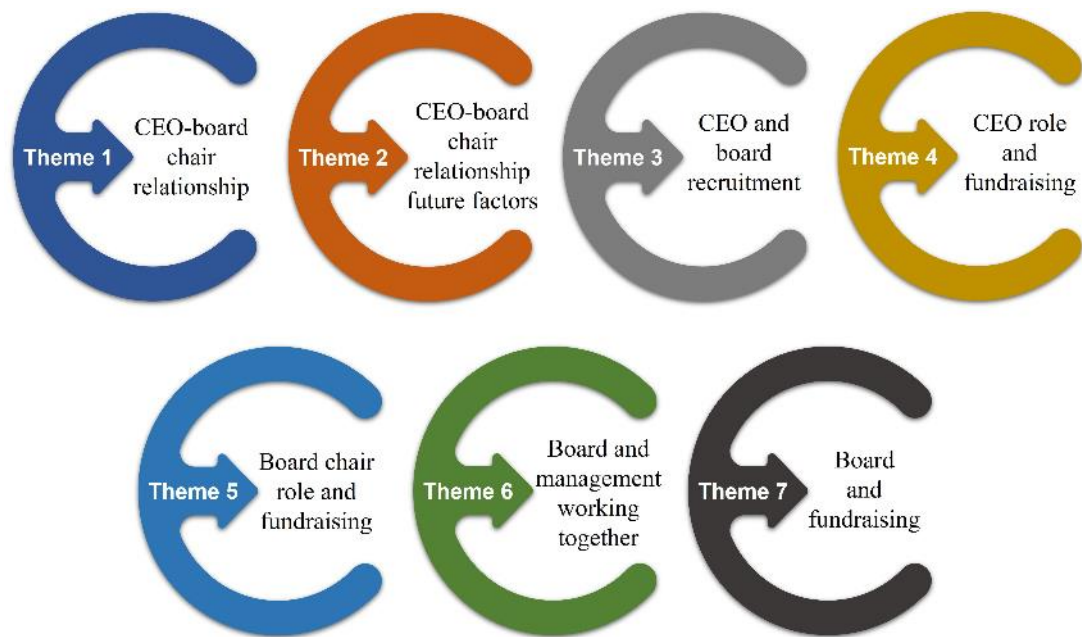 Theme 1
CEO-board
chair
relationship
Theme 2
CEO-board
chair
relationship
future factors
Theme 3
CEO and
board
recruitment
Theme 4
CEO role
and
fundraising
Theme 5
Board chair
role and
fundraising
Theme 6
Board and
management
working
together
Theme 7
Board
and
fundraising